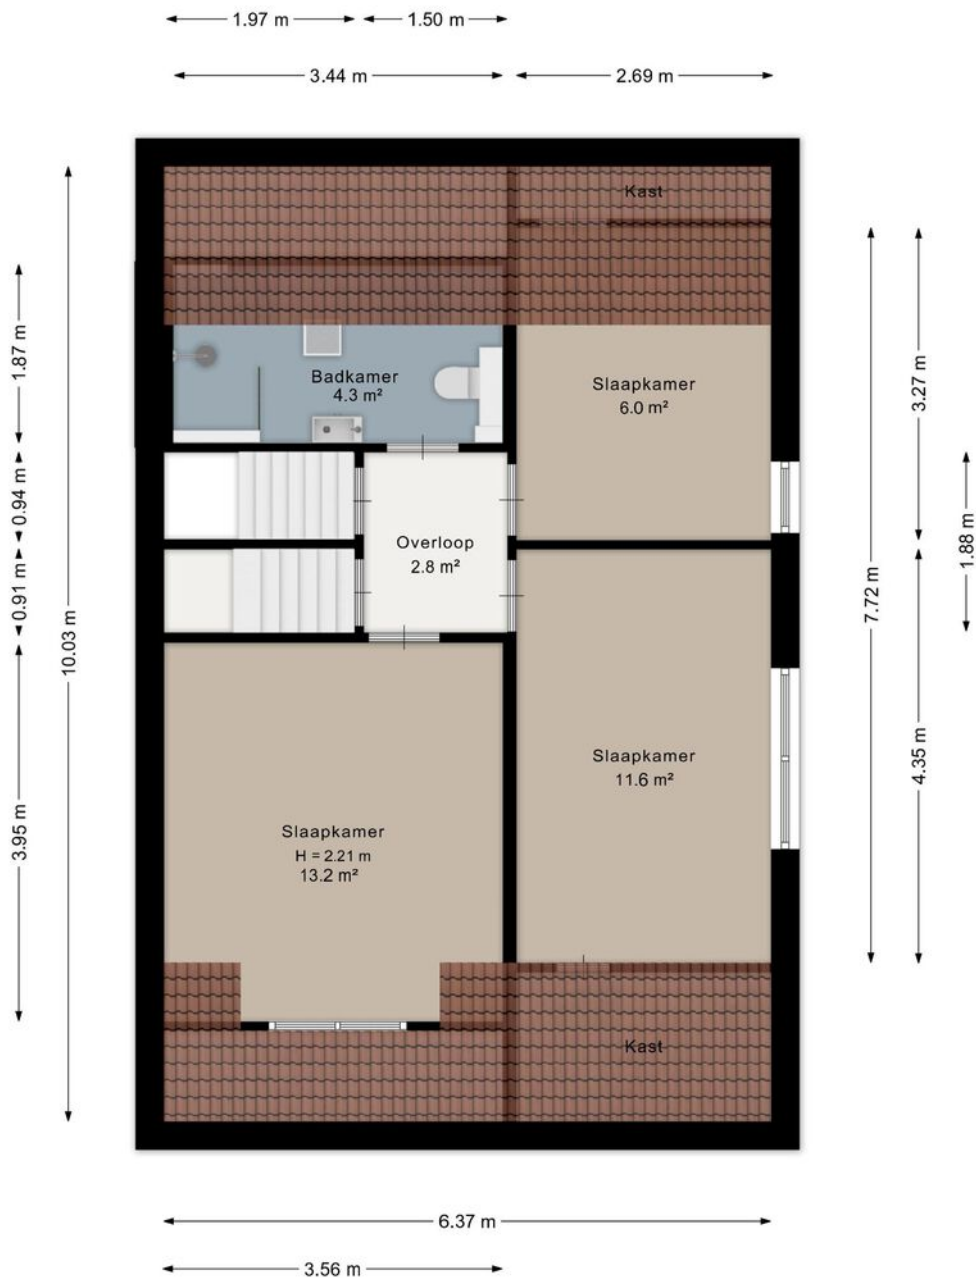 1.97 m
1.50 m
3.44 m
2.69 m
Kast
1.87 m
Badkamer
4.3 m²
Slaapkamer
6.0 m²
3.27 m
0.94 m
Overloop
2.8 m²
1.88 m
0.91 m
7.72 m
10.03 m
Slaapkamer
11.6 m²
4.35 m
3.95 m
Slaapkamer
H = 2.21 m
13.2 m²
Kast
6.37 m
3.56 m